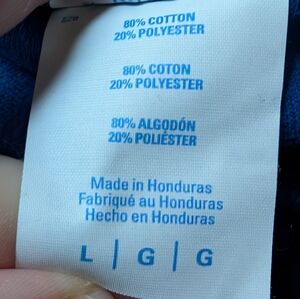 80% COTTON
20% POLYESTER
80% COTON
20% POLYESTER
80% ALGODÓN
20% POLIÉSTER
Made in Honduras
Fabriqué au Honduras
Hecho en Honduras
L | G | G